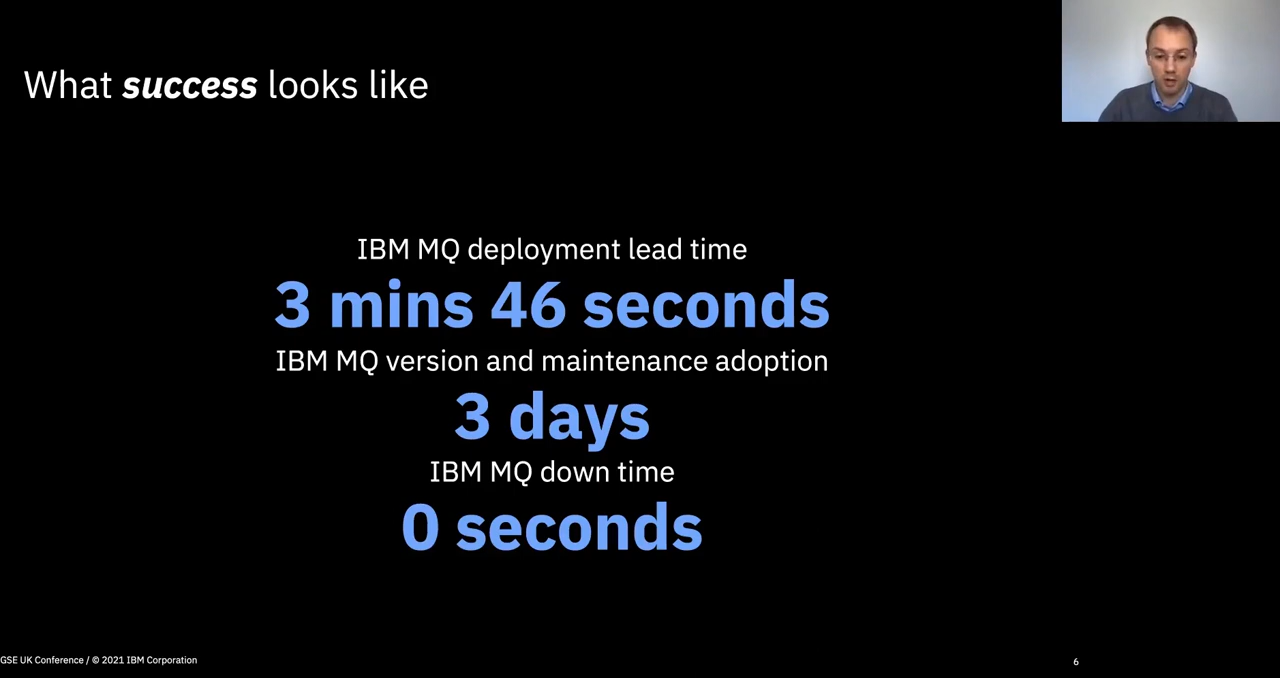 What success looks like
IBM MQ deployment lead time
3 mins 46 seconds
IBM MQ version and maintenance adoption
3 days
IBM MQ down time
0 seconds
GSE UK Conference / © 2021 IBM Corporation
6